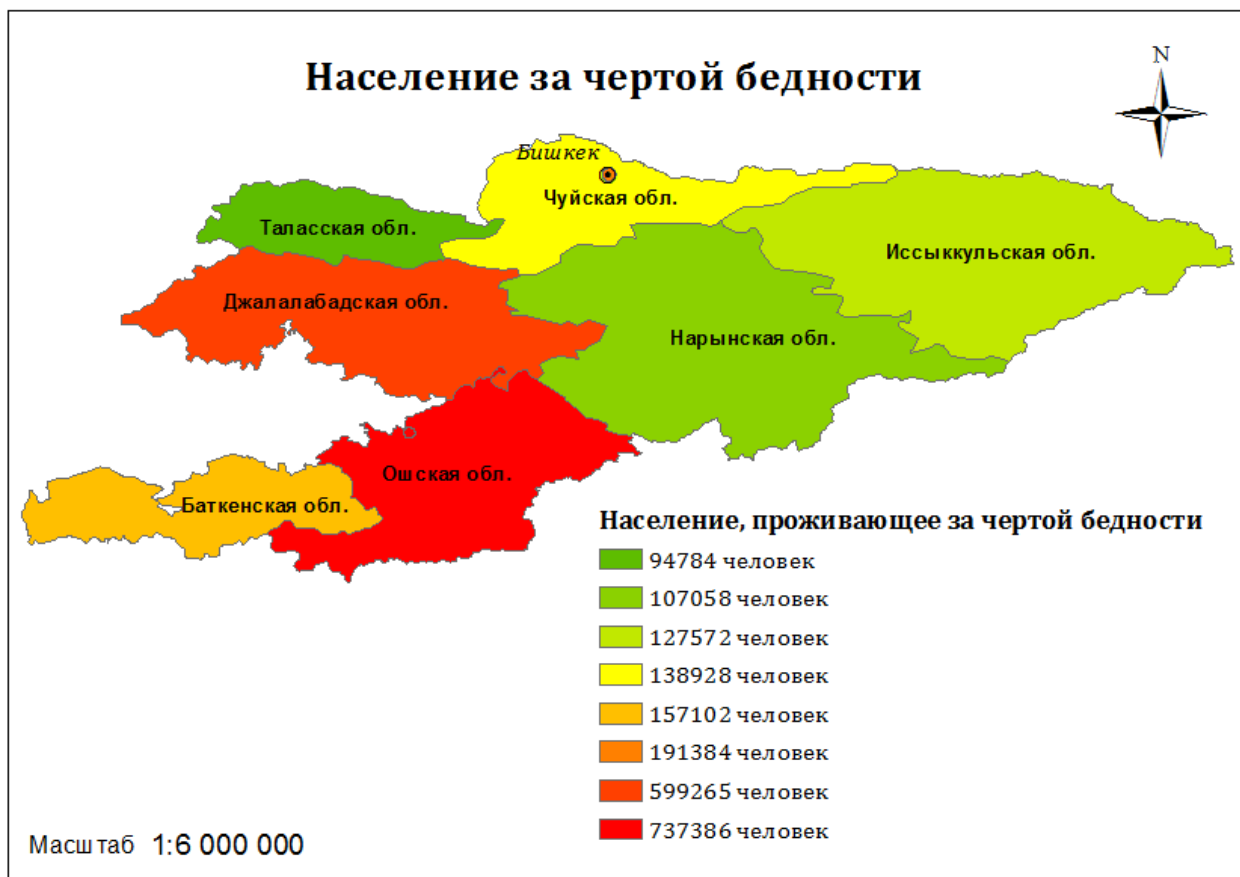 Население за чертой бедности
N
Бишкек
Чуйская обл.
Таласская обл.
Иссыккульская обл.
Джалалабадская обл.
Нарынская обл.
Ошская обл.
Баткенская обл.
Население, проживающее за чертой бедности
94784 человек
107058 человек
127572 человек
138928 человек
157102 человек
191384 человек
599265 человек
737386 человек
Масштаб 1:6 000 000